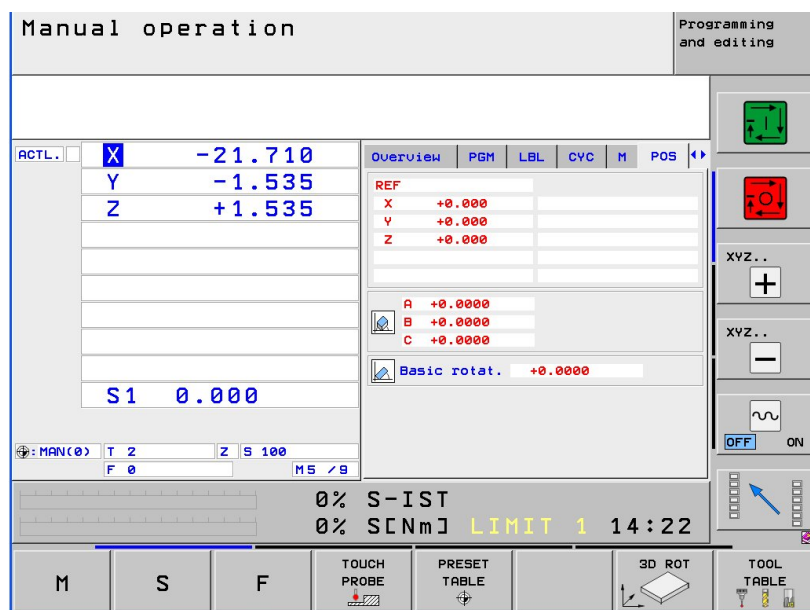 Manual operation
Programming
and editing
ACTL. X -21.710
Y -1.535
Z +1.535
S1 0.000
:MAN(0) T 2 Z S 100
F 0 M5 /9
Overview PGM LBL CYC M POS
REF
X +0.000
Y +0.000
Z +0.000
A +0.0000
B +0.0000
C +0.0000
Basic rotat. +0.0000
XYZ..
+
XYZ..
-
OFF ON
0% S-IST
0% S[Nm] LIMIT 1 14:22
M
S
F
TOUCH
PROBE
PRESET
TABLE
3D ROT
TOOL
TABLE